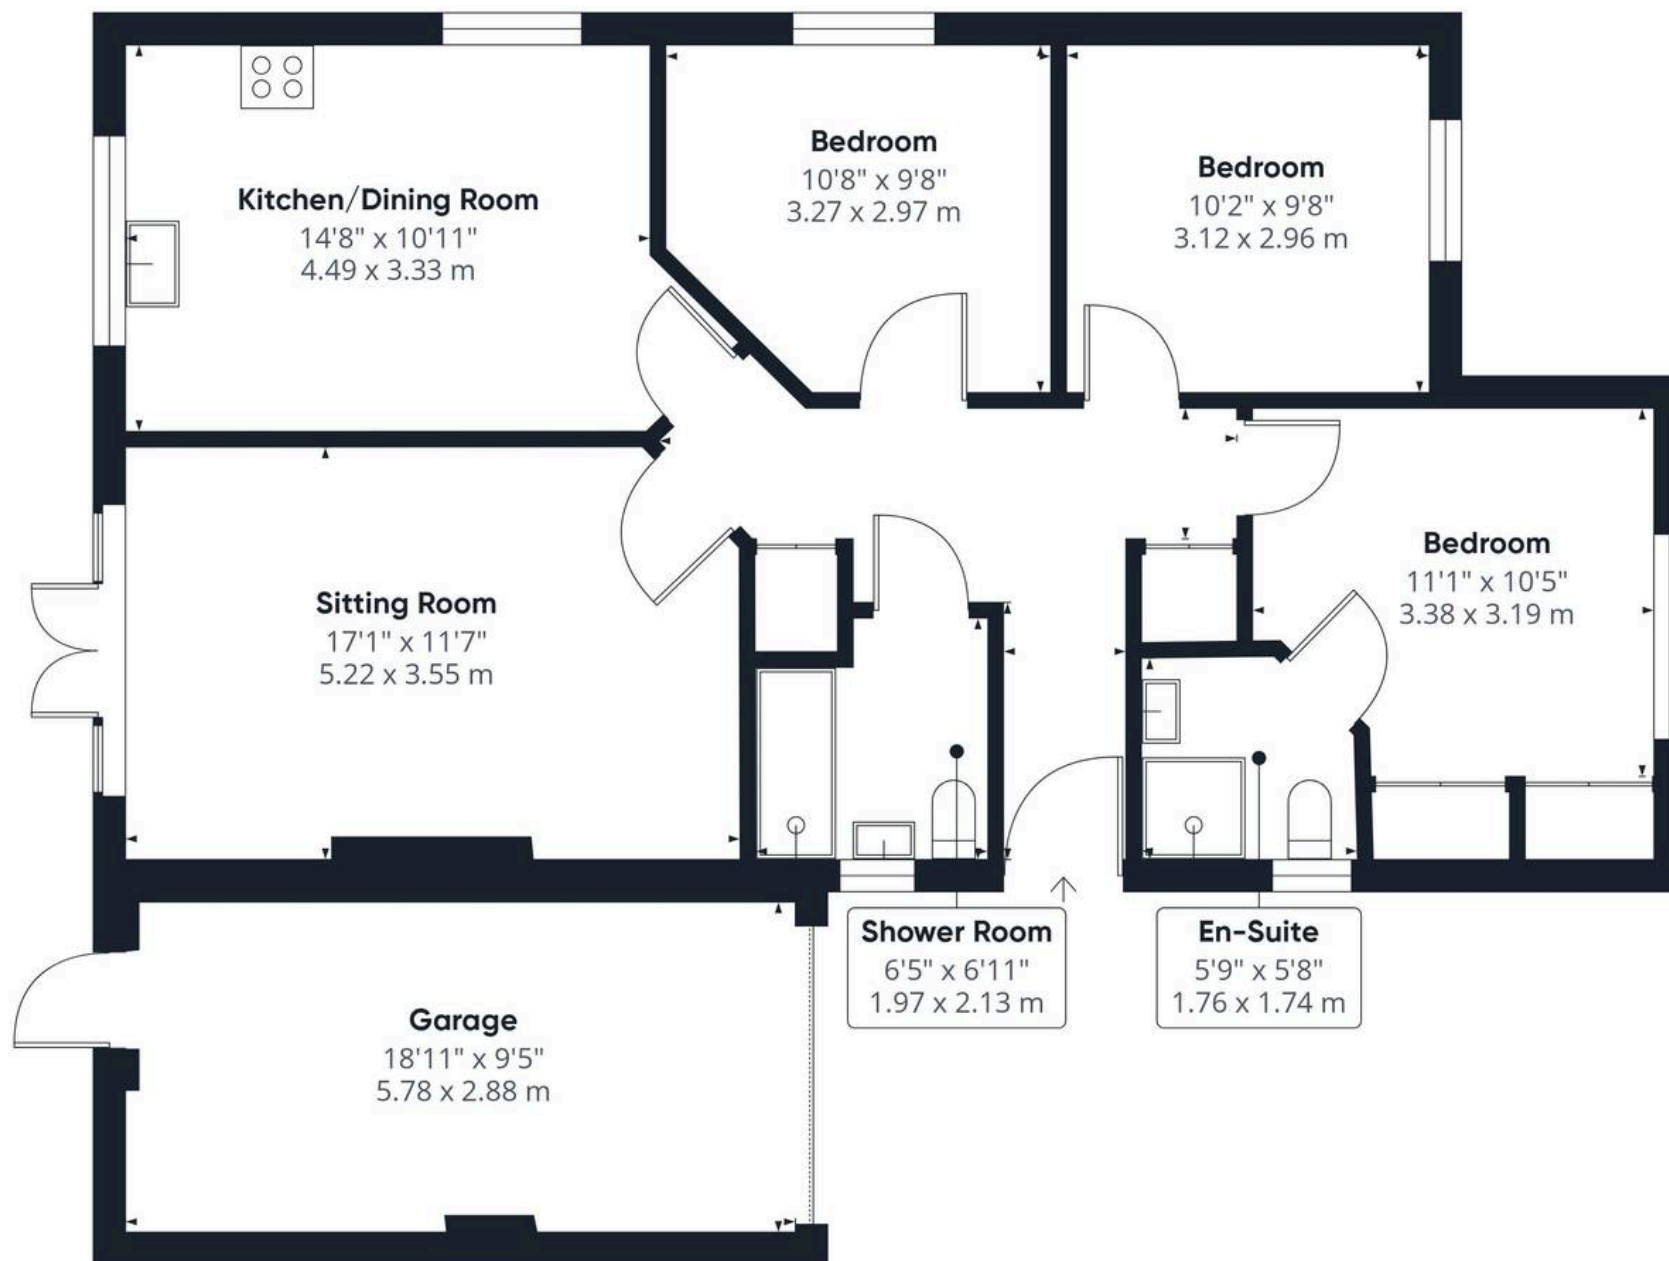 Kitchen/Dining Room
14'8" x 10'11"
4.49 x 3.33 m
Bedroom
10'8" x 9'8"
3.27 x 2.97 m
Bedroom
10'2" x 9'8"
3.12 x 2.96 m
Sitting Room
17'1" x 11'7"
5.22 x 3.55 m
Bedroom
11'1" x 10'5"
3.38 x 3.19 m
Shower Room
6'5" x 6'11"
1.97 x 2.13 m
En-Suite
5'9" x 5'8"
1.76 x 1.74 m
Garage
18'11" x 9'5"
5.78 x 2.88 m